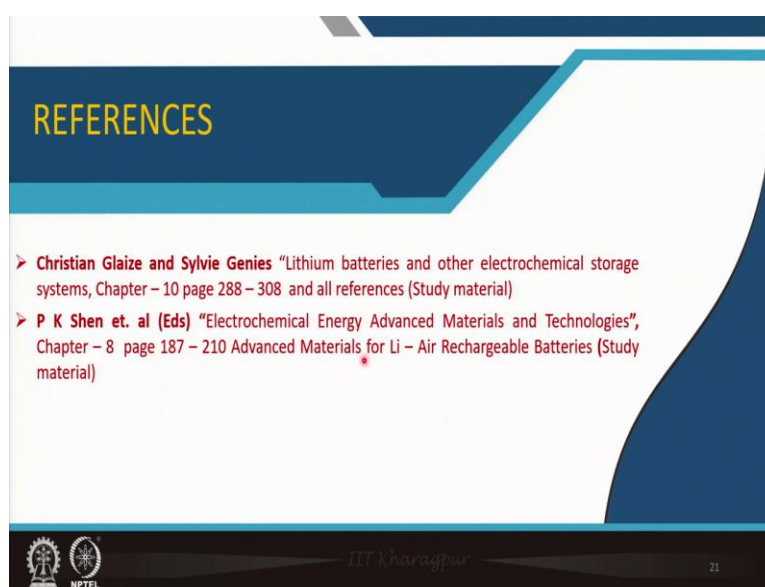 REFERENCES
➢ Christian Glaize and Sylvie Genies “Lithium batteries and other electrochemical storage
systems, Chapter – 10 page 288 – 308 and all references (Study material)
➢ P K Shen et. al (Eds) “Electrochemical Energy Advanced Materials and Technologies”,
Chapter – 8 page 187 – 210 Advanced Materials for Li – Air Rechargeable Batteries (Study
material)
IIT Kharagpur
NPTEL
21